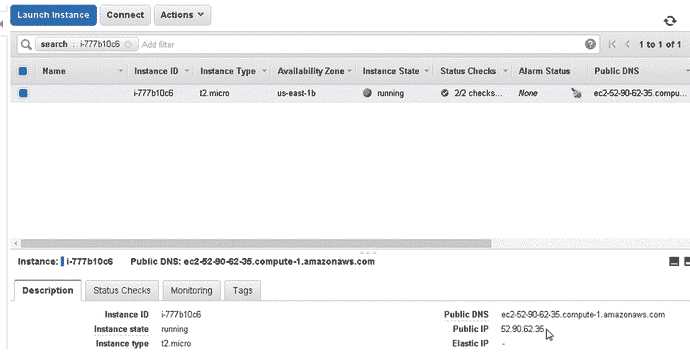 Launch Instance Connect Actions
search : i-777b10c6 Add filter 1 to 1 of 1
Name Instance ID Instance Type Availability Zone Instance State Status Checks Alarm Status Public DNS
i-777b10c6 t2.micro us-east-1b running 2/2 checks... None ec2-52-90-62-35.compu...
Instance: i-777b10c6 Public DNS: ec2-52-90-62-35.compute-1.amazonaws.com
Description Status Checks Monitoring Tags
Instance ID i-777b10c6 Public DNS ec2-52-90-62-35.compute-1.amazonaws.com
Instance state running Public IP 52.90.62.35
Instance type t2.micro Elastic IP -